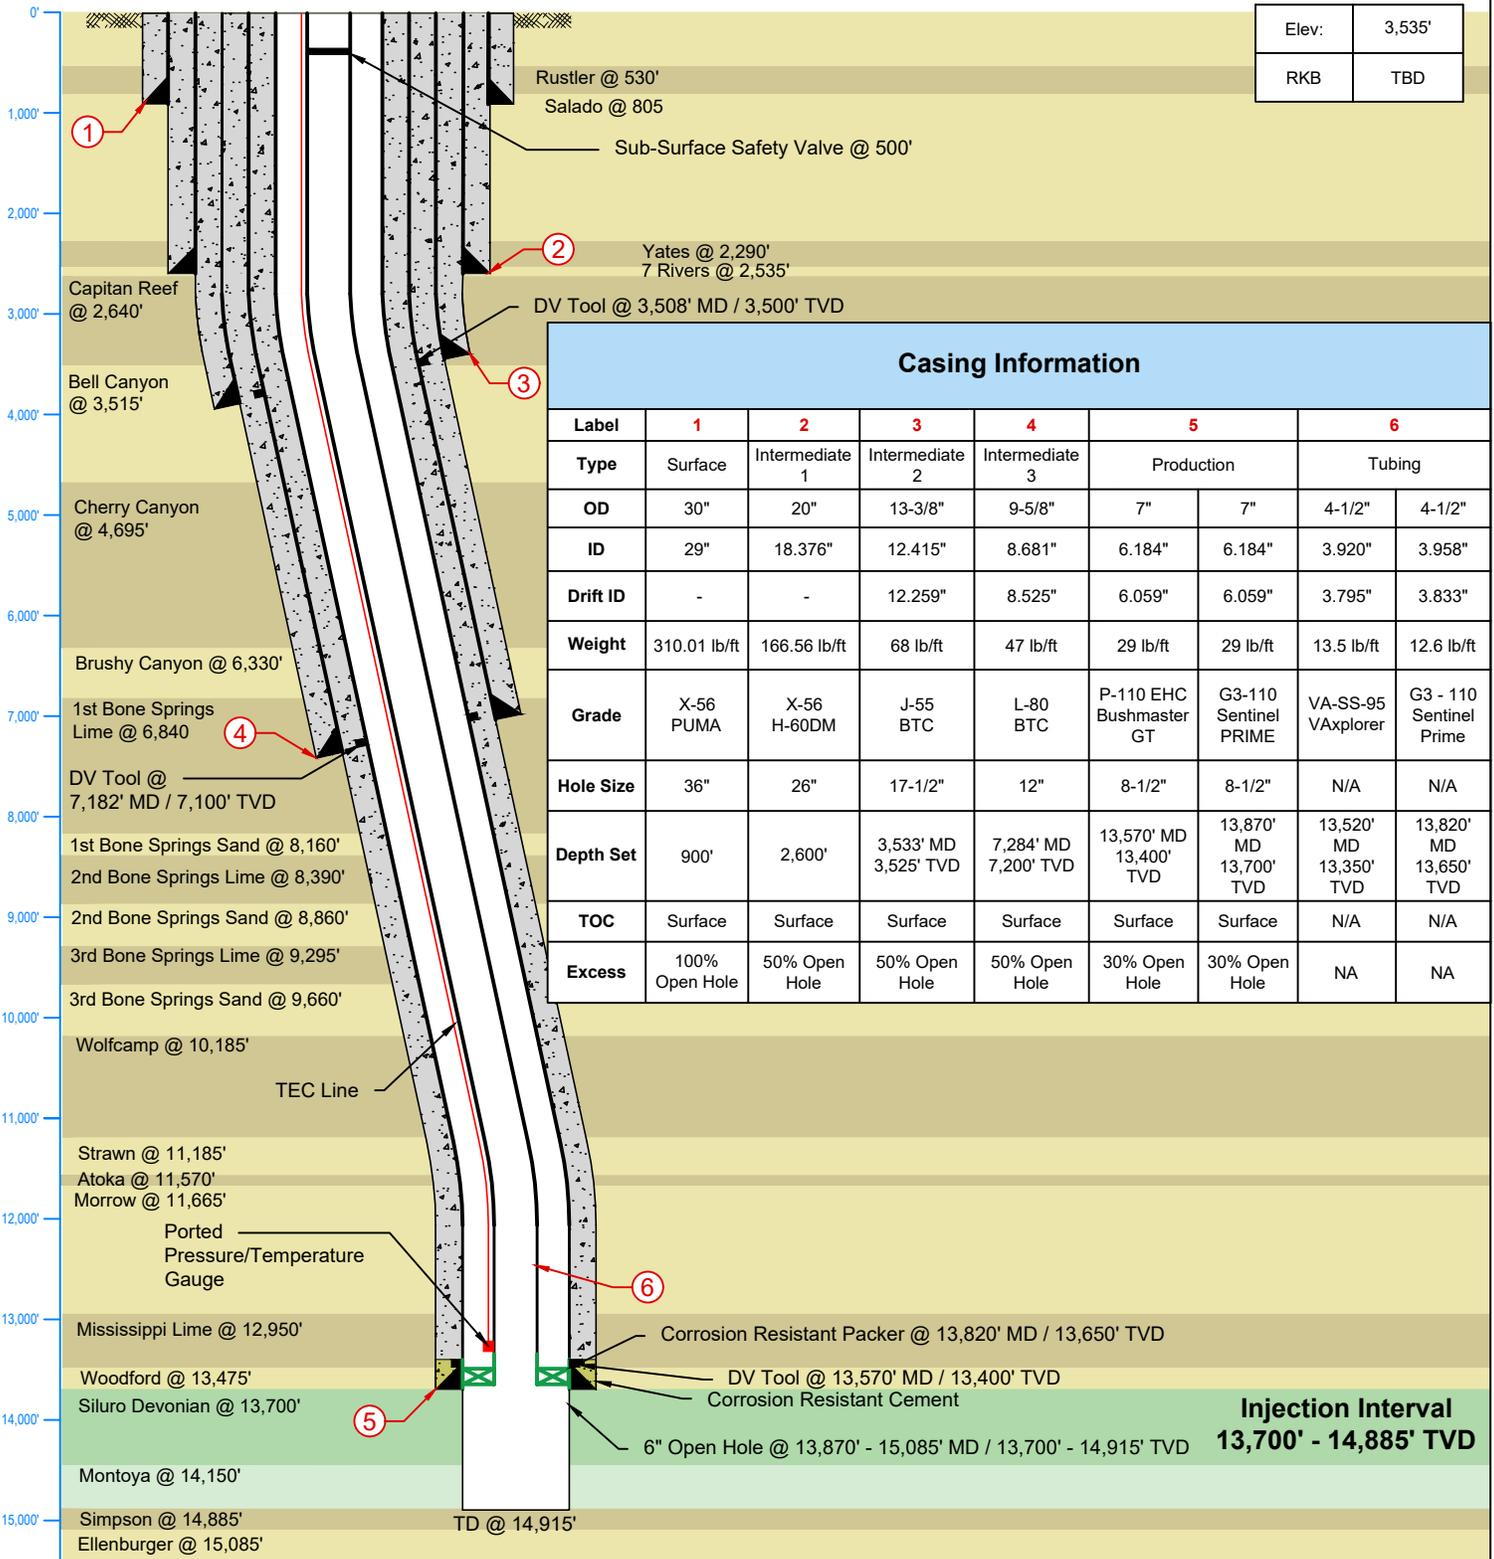 0'
Elev: 3,535'
RKB TBD
Rustler @ 530'
Salado @ 805
1,000'
1
Sub-Surface Safety Valve @ 500'
2,000'
2
Yates @ 2,290'
7 Rivers @ 2,535'
Capitan Reef
@ 2,640'
3,000'
DV Tool @ 3,508' MD / 3,500' TVD
3
Bell Canyon
@ 3,515'
4,000'
Casing Information
Label 1 2 3 4 5 6
Type Surface Intermediate 1 Intermediate 2 Intermediate 3 Production Tubing
OD 30" 20" 13-3/8" 9-5/8" 7" 7" 4-1/2" 4-1/2"
ID 29" 18.376" 12.415" 8.681" 6.184" 6.184" 3.920" 3.958"
Drift ID - - 12.259" 8.525" 6.059" 6.059" 3.795" 3.833"
Weight 310.01 lb/ft 166.56 lb/ft 68 lb/ft 47 lb/ft 29 lb/ft 29 lb/ft 13.5 lb/ft 12.6 lb/ft
Grade X-56 PUMA X-56 H-60DM J-55 BTC L-80 BTC P-110 EHC Bushmaster GT G3-110 Sentinel PRIME VA-SS-95 VAxplorer G3 - 110 Sentinel Prime
Hole Size 36" 26" 17-1/2" 12" 8-1/2" 8-1/2" N/A N/A
Depth Set 900' 2,600' 3,533' MD 3,525' TVD 7,284' MD 7,200' TVD 13,570' MD 13,400' TVD 13,870' MD 13,700' TVD 13,520' MD 13,350' TVD 13,820' MD 13,650' TVD
TOC Surface Surface Surface Surface Surface Surface N/A N/A
Excess 100% Open Hole 50% Open Hole 50% Open Hole 50% Open Hole 30% Open Hole 30% Open Hole NA NA
Cherry Canyon
@ 4,695'
5,000'
6,000'
Brushy Canyon @ 6,330'
1st Bone Springs
Lime @ 6,840
7,000'
4
DV Tool @
7,182' MD / 7,100' TVD
8,000'
1st Bone Springs Sand @ 8,160'
2nd Bone Springs Lime @ 8,390'
9,000'
2nd Bone Springs Sand @ 8,860'
3rd Bone Springs Lime @ 9,295'
3rd Bone Springs Sand @ 9,660'
10,000'
Wolfcamp @ 10,185'
TEC Line
11,000'
Strawn @ 11,185'
Atoka @ 11,570'
Morrow @ 11,665'
12,000'
Ported
Pressure/Temperature
Gauge
6
13,000'
Mississippi Lime @ 12,950'
Corrosion Resistant Packer @ 13,820' MD / 13,650' TVD
Woodford @ 13,475'
DV Tool @ 13,570' MD / 13,400' TVD
Corrosion Resistant Cement
Siluro Devonian @ 13,700'
5
14,000'
Injection Interval
13,700' - 14,885' TVD
6" Open Hole @ 13,870' - 15,085' MD / 13,700' - 14,915' TVD
Montoya @ 14,150'
15,000'
Simpson @ 14,885'
TD @ 14,915'
Ellenburger @ 15,085'